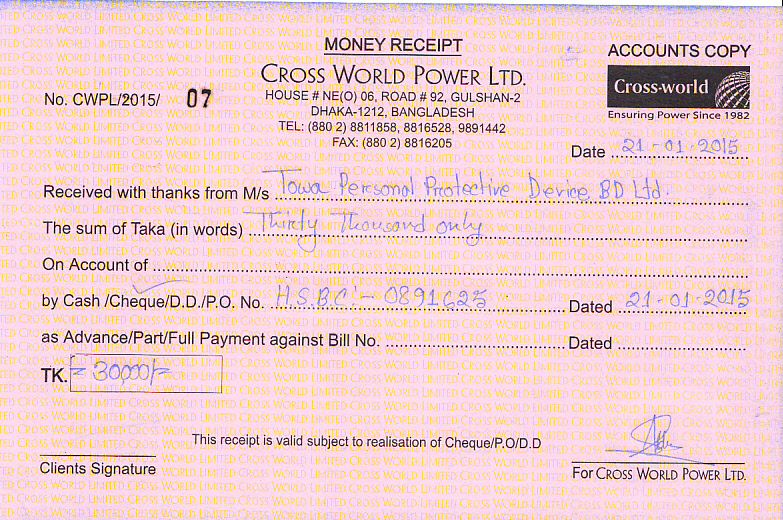 MONEY RECEIPT
ACCOUNTS COPY
CROSS WORLD POWER LTD.
Cross-world
Ensuring Power Since 1982
No. CWPL/2015/ 07
HOUSE # NE(O) 06, ROAD # 92, GULSHAN-2
DHAKA-1212, BANGLADESH
TEL: (880 2) 8811858, 8816528, 9891442
FAX: (880 2) 8816205
Date 21-01-2015
Received with thanks from M/s Towa Personal Protective Device BD Ltd.
The sum of Taka (in words) Thirty Thousand only
On Account of
by Cash /Cheque/D.D./P.O. No. H.S.B.C:- 0891625 Dated 21-01-2015
as Advance/Part/Full Payment against Bill No. Dated
TK. = 30,000/=
This receipt is valid subject to realisation of Cheque/P.O/D.D
Clients Signature
For CROSS WORLD POWER LTD.